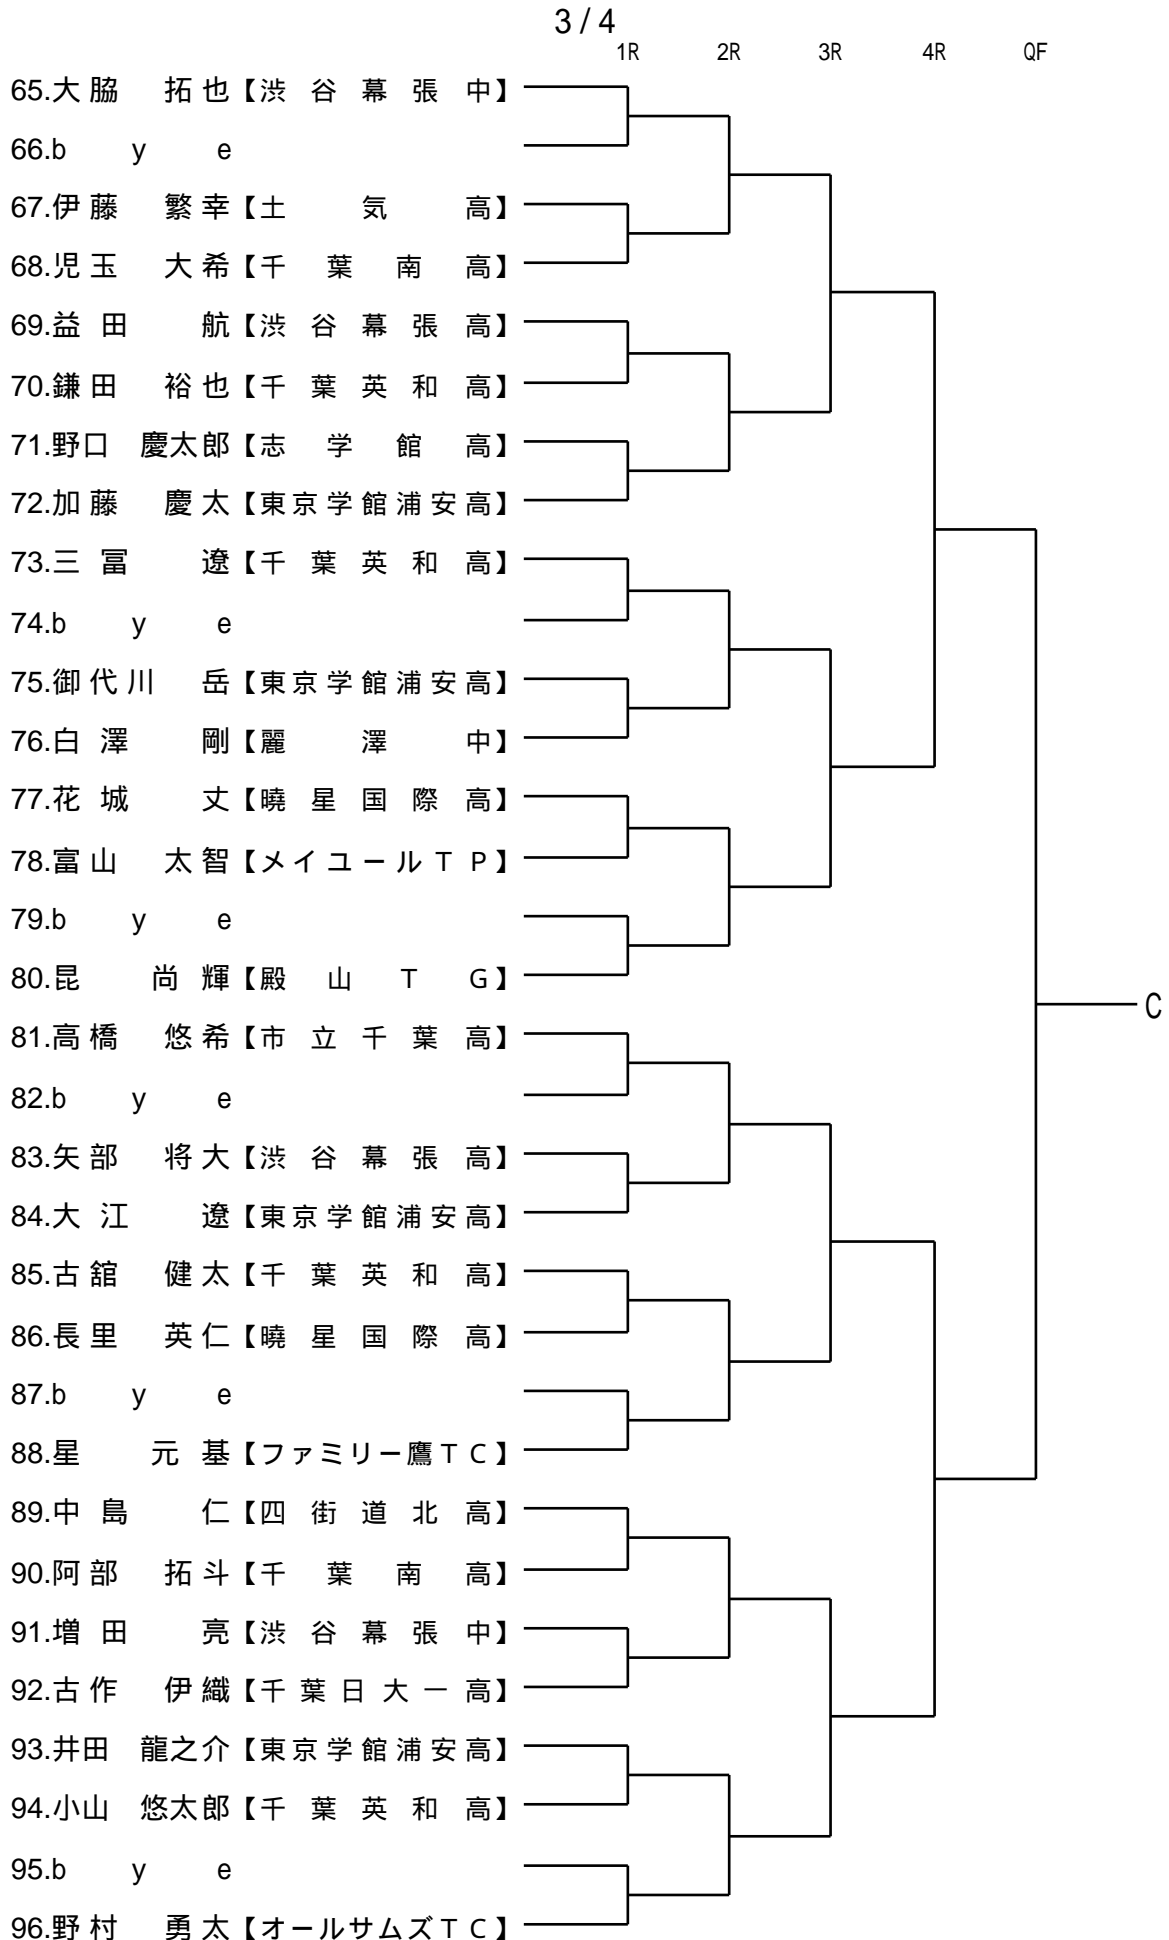 3 / 4
1R 2R 3R 4R QF
65.大脇 拓也【渋谷幕張中】
66.bye
67.伊藤 繁幸【土気高】
68.児玉 大希【千葉南高】
69.益田 航【渋谷幕張高】
70.鎌田 裕也【千葉英和高】
71.野口 慶太郎【志学館高】
72.加藤 慶太【東京学館浦安高】
73.三冨 遼【千葉英和高】
74.bye
75.御代川 岳【東京学館浦安高】
76.白澤 剛【麗澤中】
77.花城 丈【暁星国際高】
78.富山 太智【メイユールTP】
79.bye
80.昆 尚輝【殿山TG】
C
81.高橋 悠希【市立千葉高】
82.bye
83.矢部 将大【渋谷幕張高】
84.大江 遼【東京学館浦安高】
85.古舘 健太【千葉英和高】
86.長里 英仁【暁星国際高】
87.bye
88.星 元基【ファミリー鷹TC】
89.中島 仁【四街道北高】
90.阿部 拓斗【千葉南高】
91.増田 亮【渋谷幕張中】
92.古作 伊織【千葉日大一高】
93.井田 龍之介【東京学館浦安高】
94.小山 悠太郎【千葉英和高】
95.bye
96.野村 勇太【オールサムズTC】